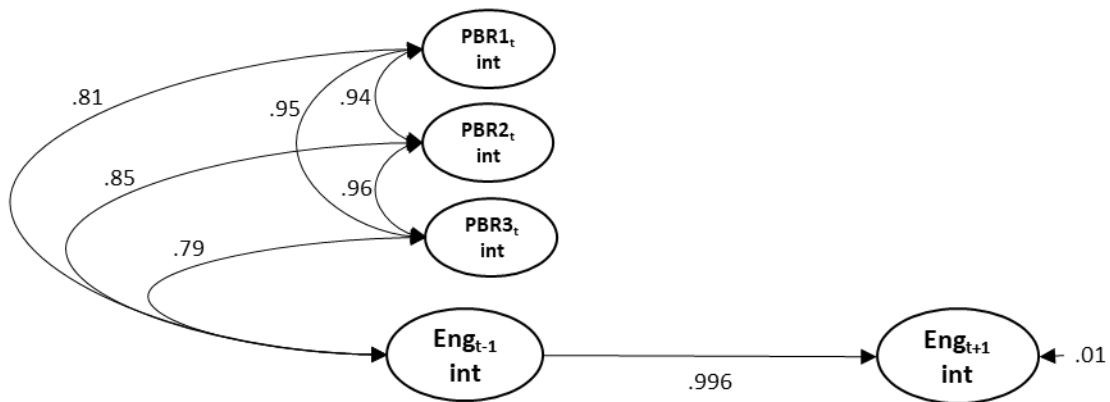 PBR1ₜ
int
.81
.95
.94
PBR2ₜ
int
.85
.96
PBR3ₜ
int
.79
Engₜ₋₁
int
.996
Engₜ₊₁
int
.01